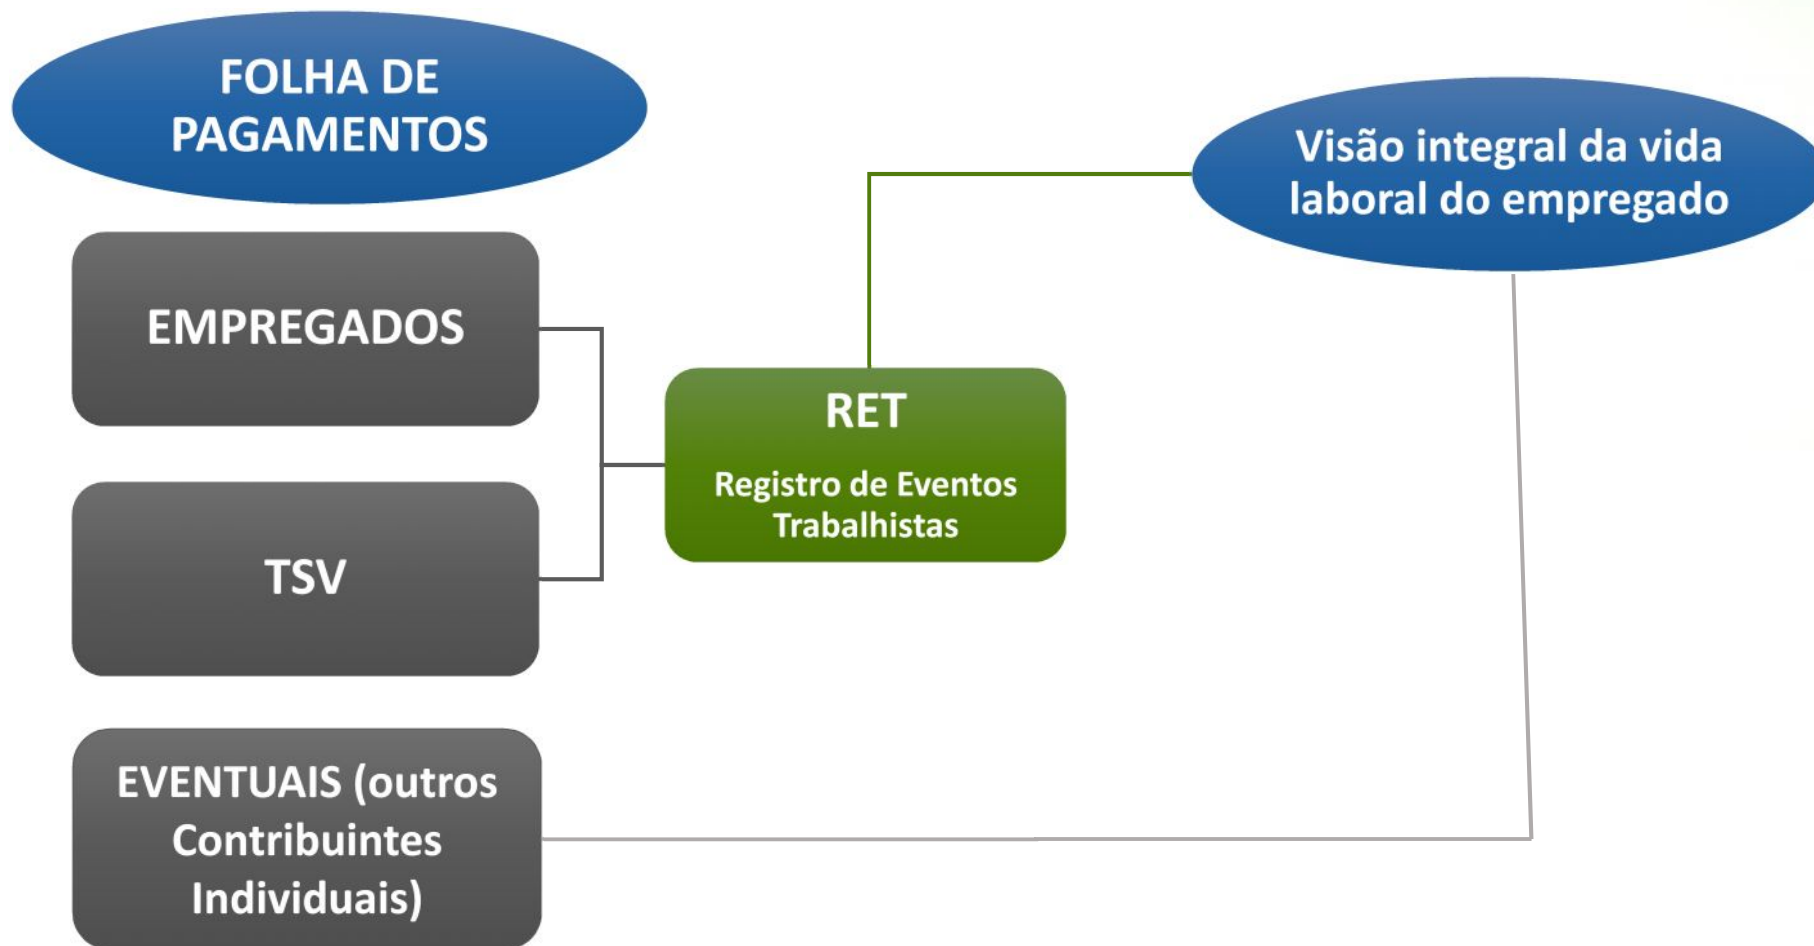 FOLHA DE
PAGAMENTOS
Visão integral da vida
laboral do empregado
EMPREGADOS
RET
Registro de Eventos
Trabalhistas
TSV
EVENTUAIS (outros
Contribuintes
Individuais)